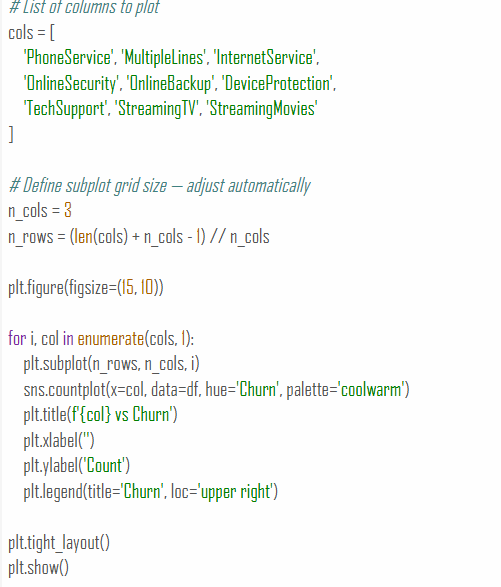 # List of columns to plot
cols = [
    'PhoneService', 'MultipleLines', 'InternetService',
    'OnlineSecurity', 'OnlineBackup', 'DeviceProtection',
    'TechSupport', 'StreamingTV', 'StreamingMovies'
]
# Define subplot grid size — adjust automatically
n_cols = 3
n_rows = (len(cols) + n_cols - 1) // n_cols
plt.figure(figsize=(15, 10))
for i, col in enumerate(cols, 1):
    plt.subplot(n_rows, n_cols, i)
    sns.countplot(x=col, data=df, hue='Churn', palette='coolwarm')
    plt.title(f'{col} vs Churn')
    plt.xlabel('')
    plt.ylabel('Count')
    plt.legend(title='Churn', loc='upper right')
plt.tight_layout()
plt.show()